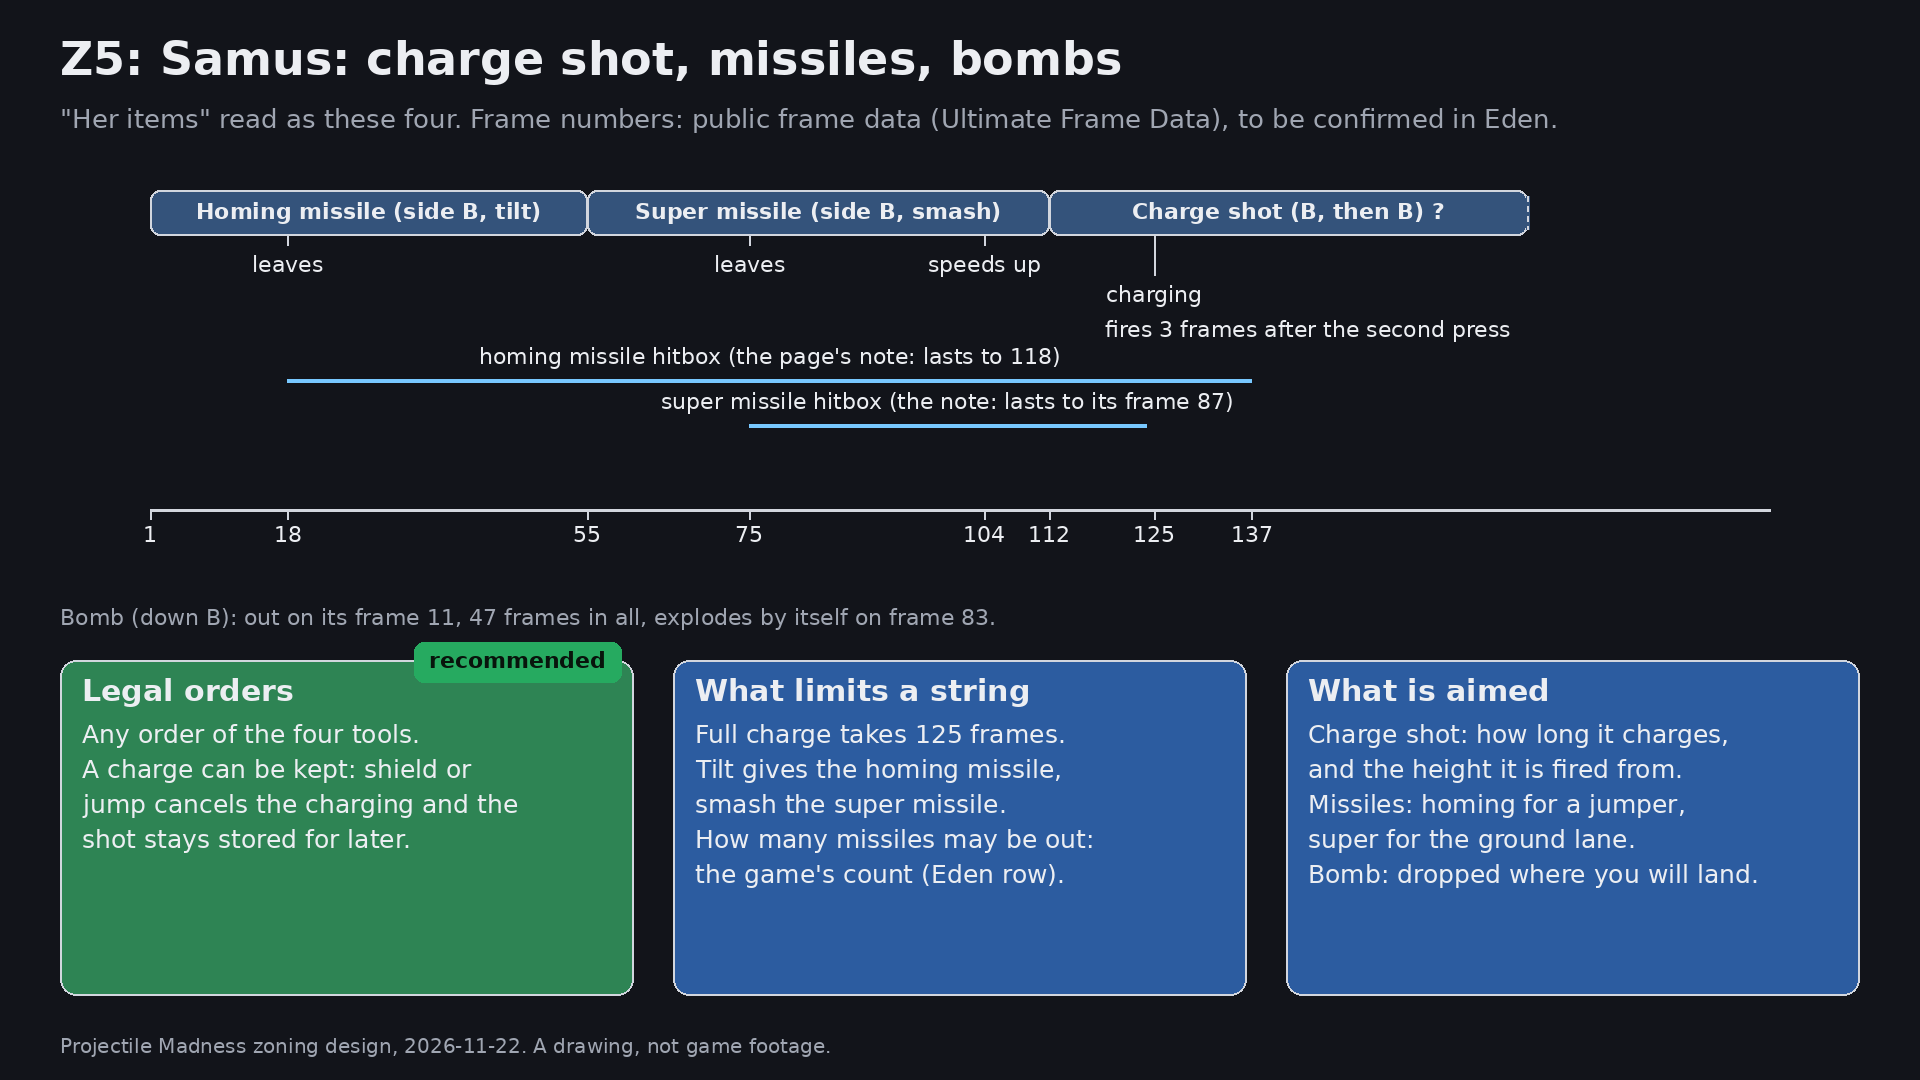 Z5: Samus: charge shot, missiles, bombs
"Her items" read as these four. Frame numbers: public frame data (Ultimate Frame Data), to be confirmed in Eden.
Homing missile (side B, tilt)
Super missile (side B, smash)
Charge shot (B, then B) ?
leaves
leaves
speeds up
charging
fires 3 frames after the second press
homing missile hitbox (the page's note: lasts to 118)
super missile hitbox (the note: lasts to its frame 87)
1
18
55
75
104
112
125
137
Bomb (down B): out on its frame 11, 47 frames in all, explodes by itself on frame 83.
recommended
Legal orders
Any order of the four tools.
A charge can be kept: shield or
jump cancels the charging and the
shot stays stored for later.
What limits a string
Full charge takes 125 frames.
Tilt gives the homing missile,
smash the super missile.
How many missiles may be out:
the game's count (Eden row).
What is aimed
Charge shot: how long it charges,
and the height it is fired from.
Missiles: homing for a jumper,
super for the ground lane.
Bomb: dropped where you will land.
Projectile Madness zoning design, 2026-11-22. A drawing, not game footage.